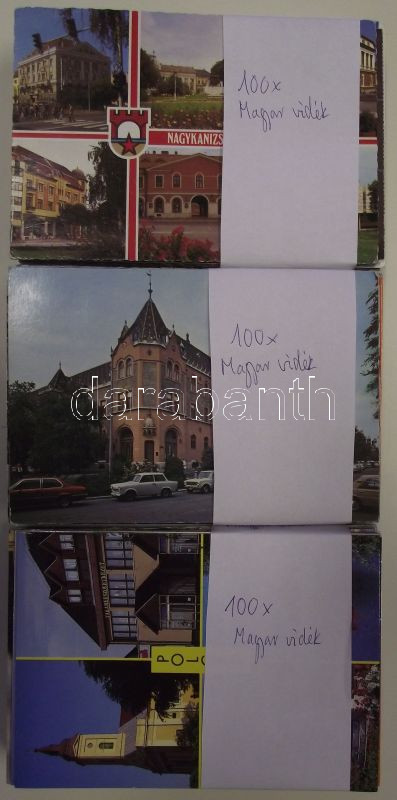 NAGYKANIZS
100x
Magyar vidék
100x
Magyar vidék
darabanth
100x
Magyar vidék
POL